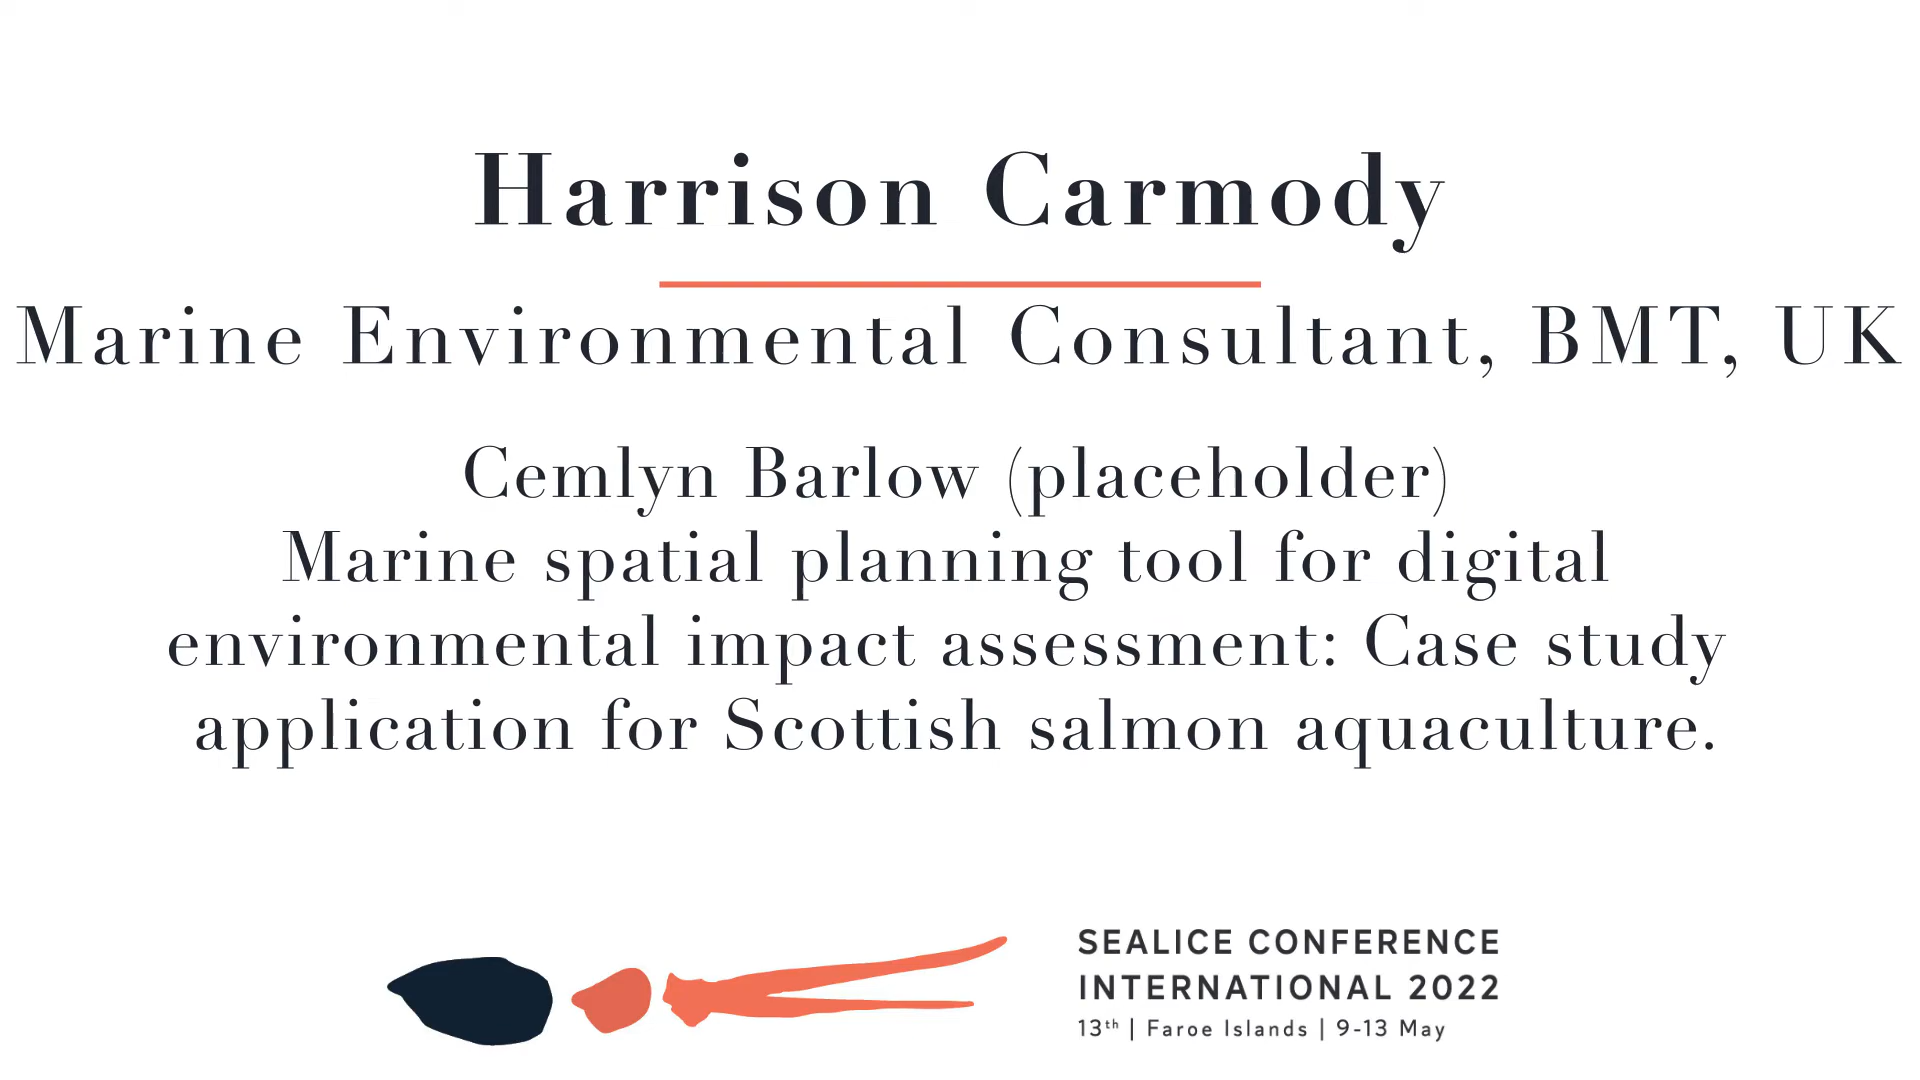 Harrison Carmody
Marine Environmental Consultant, BMT, UK
Cemlyn Barlow (placeholder)
Marine spatial planning tool for digital
environmental impact assessment: Case study
application for Scottish salmon aquaculture.
SEALICE CONFERENCE
INTERNATIONAL 2022
13th | Faroe Islands | 9-13 May